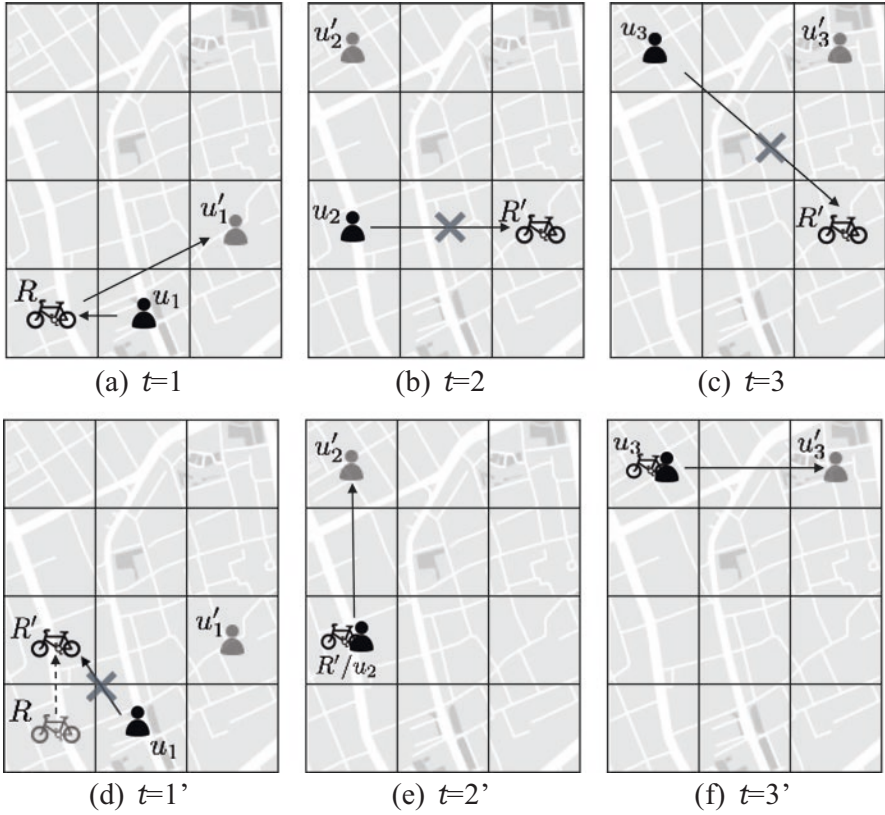 u′₂
u₃
u′₃
u′₁
u₂
R′
R′
R
u₁
(a) t=1
(b) t=2
(c) t=3
u′₂
u₃
u′₃
R′
u′₁
R′/u₂
R
u₁
(d) t=1’
(e) t=2’
(f) t=3’